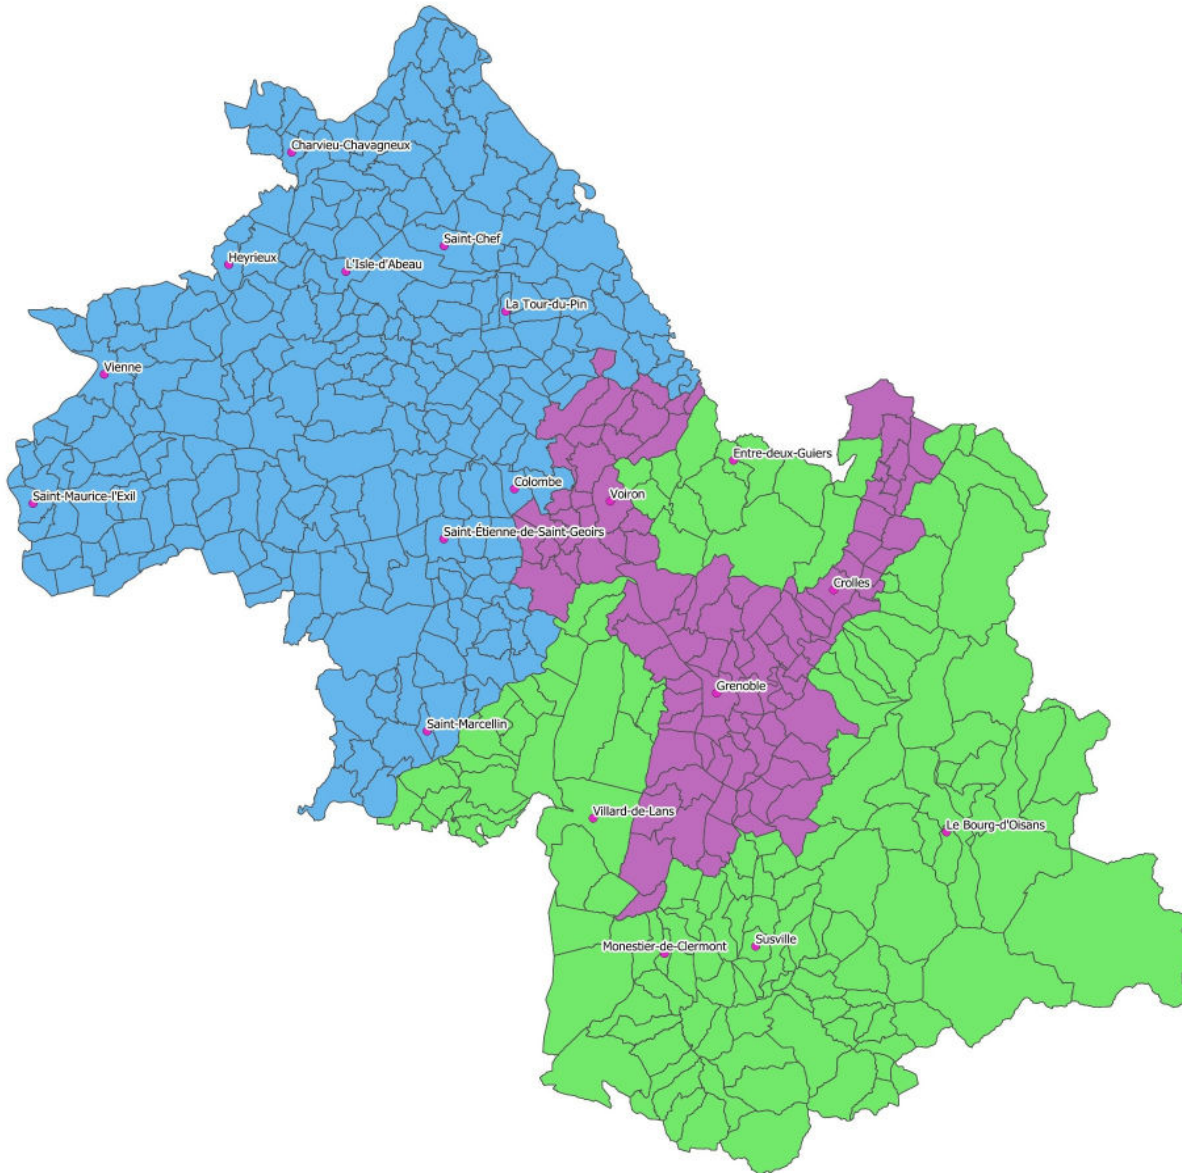 Charvieu-Chavagneux
Saint-Chef
Heyrieux
L'Isle-d'Abeau
La Tour-du-Pin
Vienne
Entre-deux-Guiers
Colombe
Saint-Maurice-l'Exil
Voiron
Saint-Étienne-de-Saint-Geoirs
Crolles
Grenoble
Saint-Marcellin
Villard-de-Lans
Le Bourg-d'Oisans
Monestier-de-Clermont
Susville